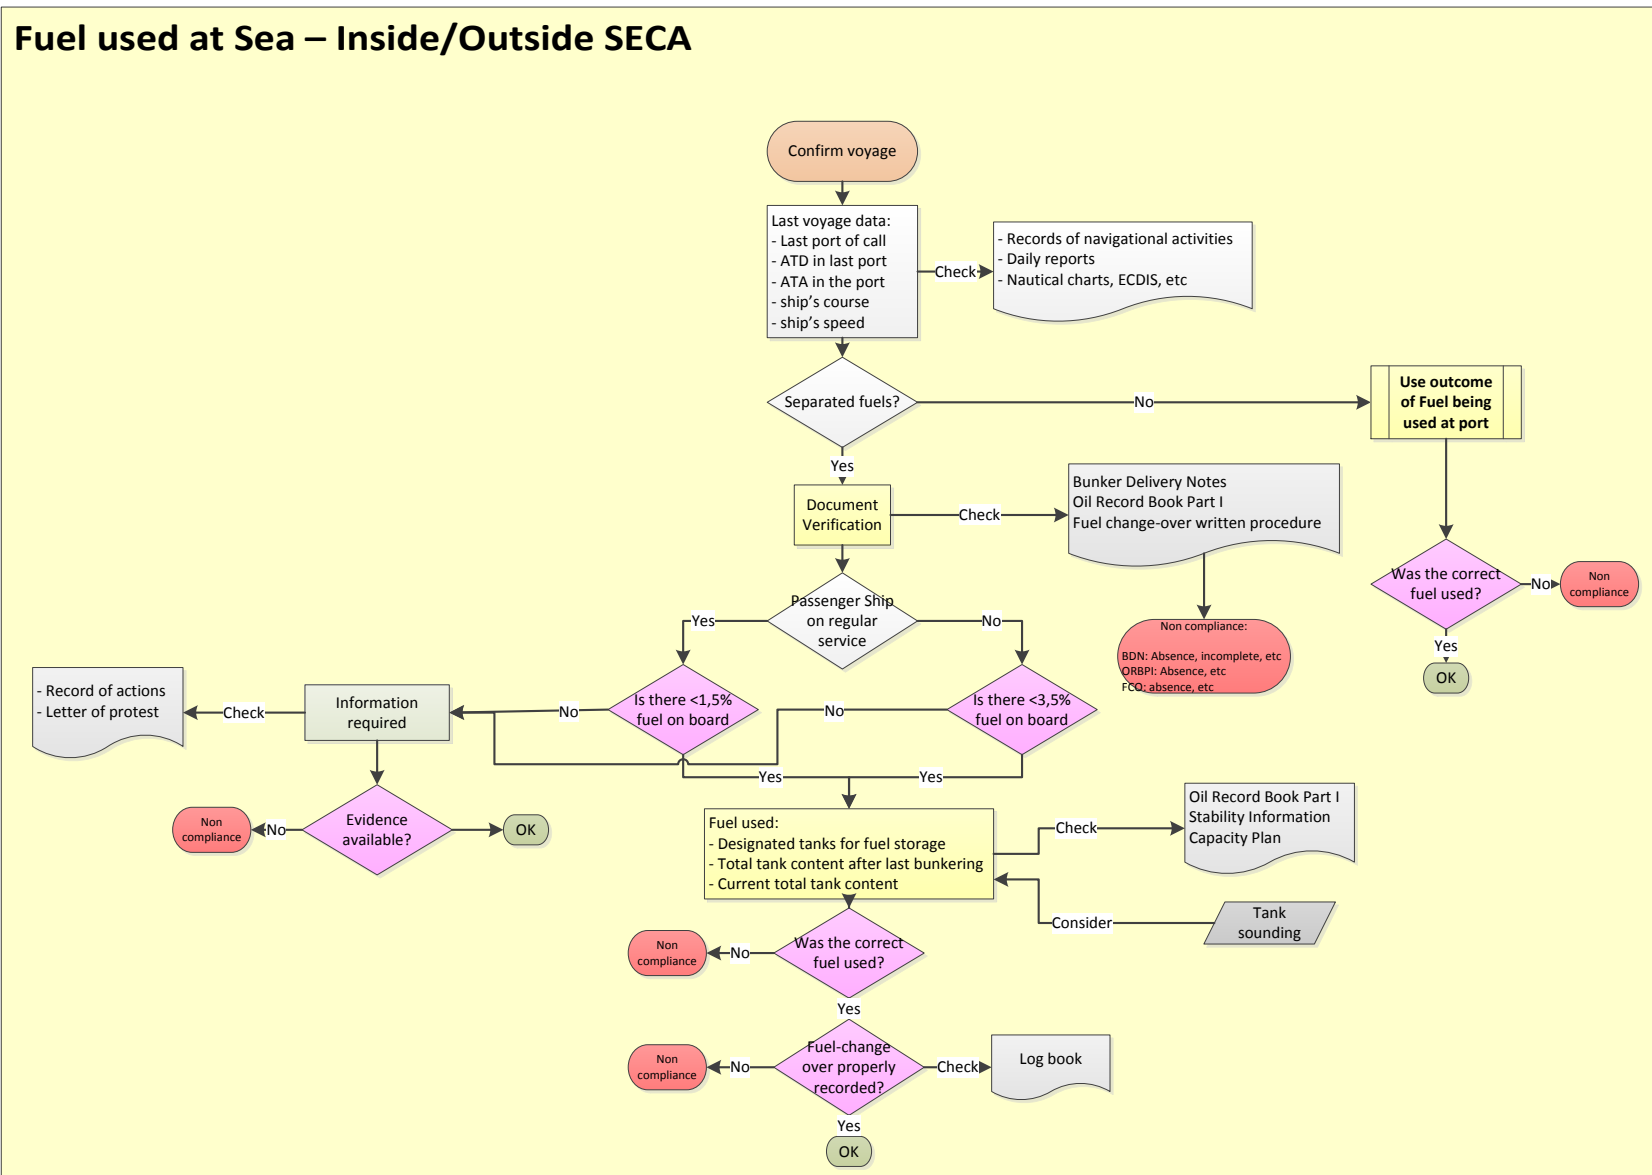 Fuel used at Sea – Inside/Outside SECA
Confirm voyage
Last voyage data:
- Last port of call
- ATD in last port
- ATA in the port
- ship's course
- ship's speed
Check
- Records of navigational activities
- Daily reports
- Nautical charts, ECDIS, etc
Separated fuels?
No
Use outcome
of Fuel being
used at port
Yes
Document
Verification
Check
Bunker Delivery Notes
Oil Record Book Part I
Fuel change-over written procedure
Was the correct
fuel used?
No
Non
compliance
Yes
OK
Non compliance:
BDN: Absence, incomplete, etc
ORBPI: Absence, etc
FCO: absence, etc
Passenger Ship
on regular
service
Yes
No
Is there <1,5%
fuel on board
Is there <3,5%
fuel on board
No
No
Information
required
Check
- Record of actions
- Letter of protest
Evidence
available?
No
Non
compliance
OK
Yes
Yes
Fuel used:
- Designated tanks for fuel storage
- Total tank content after last bunkering
- Current total tank content
Check
Oil Record Book Part I
Stability Information
Capacity Plan
Consider
Tank
sounding
Was the correct
fuel used?
No
Non
compliance
Yes
Fuel-change
over properly
recorded?
No
Non
compliance
Check
Log book
Yes
OK